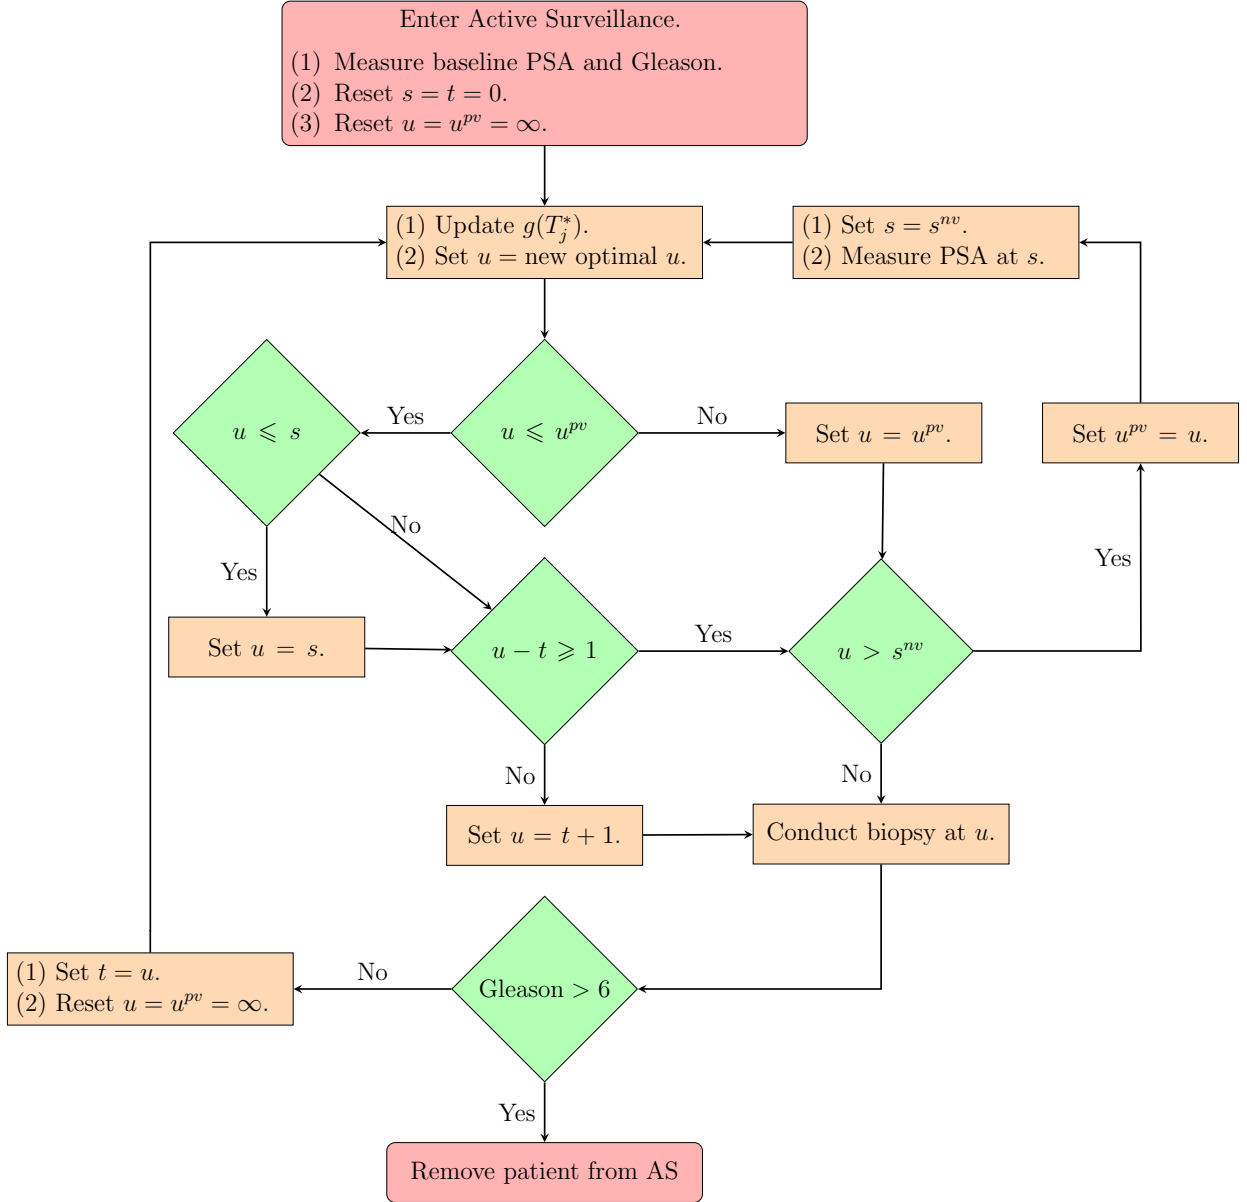 Enter Active Surveillance.
(1) Measure baseline PSA and Gleason.
(2) Reset s = t = 0.
(3) Reset u = u^{pv} = ∞.
(1) Update g(T_j^*).
(2) Set u = new optimal u.
(1) Set s = s^{nv}.
(2) Measure PSA at s.
u ⩽ s
Yes
u ⩽ u^{pv}
No
Set u = u^{pv}.
Set u^{pv} = u.
No
Yes
Yes
Set u = s.
u − t ⩾ 1
Yes
u > s^{nv}
No
No
Set u = t + 1.
Conduct biopsy at u.
(1) Set t = u.
(2) Reset u = u^{pv} = ∞.
No
Gleason > 6
Yes
Remove patient from AS